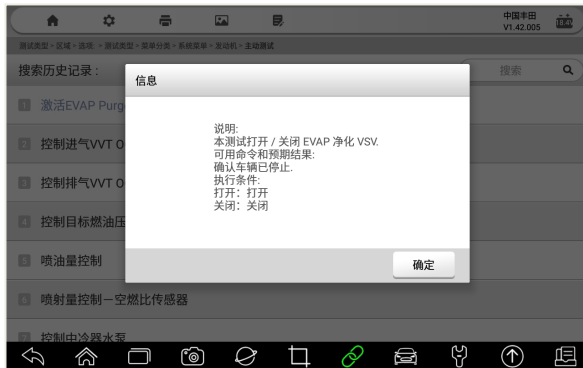 中国丰田
V1.42.005
测试类型 > 区域 > 选项: > 测试类型 > 菜单分类 > 系统菜单 > 发动机 > 主动测试
搜索历史记录 :
搜索
信息
1 激活EVAP Purg
说明:
本测试打开 / 关闭 EVAP 净化 VSV.
2 控制进气VVT O
可用命令和预期结果:
确认车辆已停止.
3 控制排气VVT O
执行条件:
打开：打开
关闭：关闭
4 控制目标燃油压
5 喷油量控制
确定
6 喷射量控制－空燃比传感器
7 控制中冷器水泵